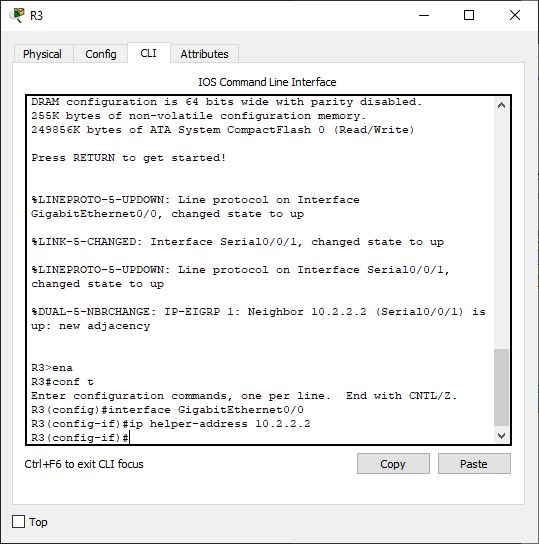 R3
Physical Config CLI Attributes
IOS Command Line Interface
DRAM configuration is 64 bits wide with parity disabled.
255K bytes of non-volatile configuration memory.
249856K bytes of ATA System CompactFlash 0 (Read/Write)
Press RETURN to get started!
%LINEPROTO-5-UPDOWN: Line protocol on Interface
GigabitEthernet0/0, changed state to up
%LINK-5-CHANGED: Interface Serial0/0/1, changed state to up
%LINEPROTO-5-UPDOWN: Line protocol on Interface Serial0/0/1,
changed state to up
%DUAL-5-NBRCHANGE: IP-EIGRP 1: Neighbor 10.2.2.2 (Serial0/0/1) is
up: new adjacency
R3>ena
R3#conf t
Enter configuration commands, one per line.  End with CNTL/Z.
R3(config)#interface GigabitEthernet0/0
R3(config-if)#ip helper-address 10.2.2.2
R3(config-if)#
Ctrl+F6 to exit CLI focus
Copy Paste
Top